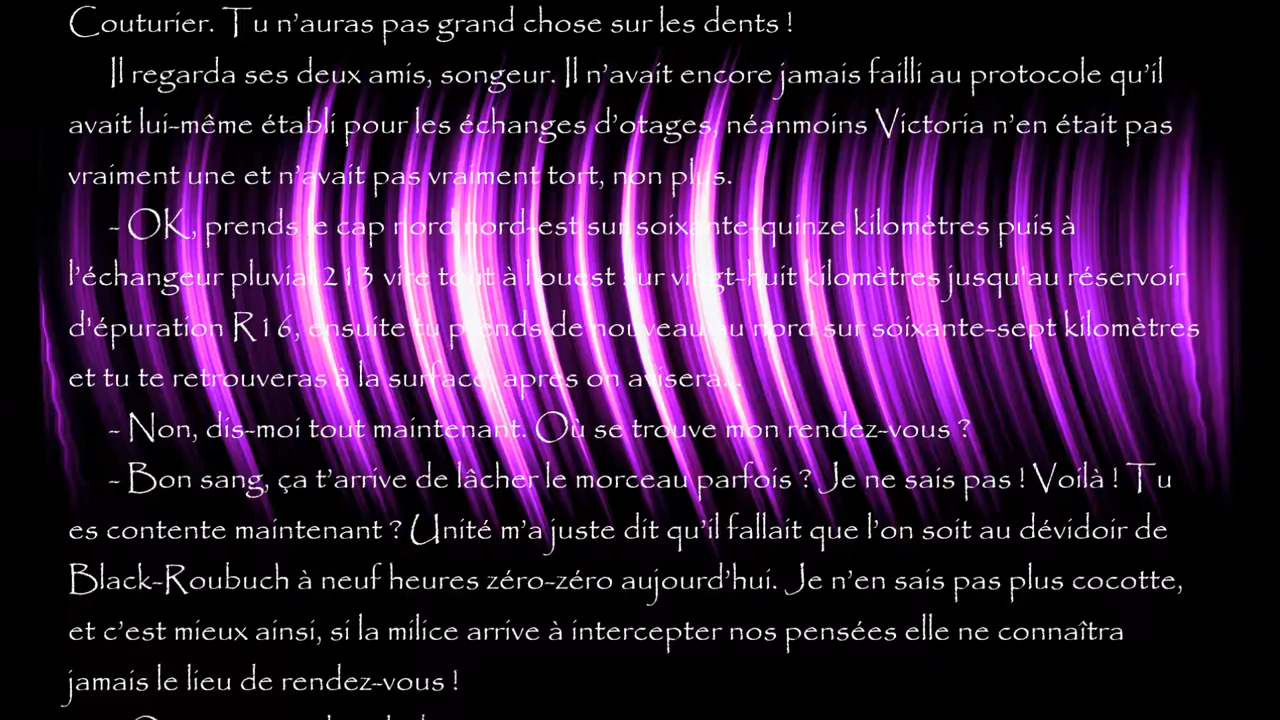 Couturier. Tu n'auras pas grand chose sur les dents !
Il regarda ses deux amis, songeur. Il n'avait encore jamais failli au protocole qu'il
avait lui-même établi pour les échanges d'otages, néanmoins Victoria n'en était pas
vraiment une et n'avait pas vraiment tort, non plus.
- OK, prends le cap nord nord-est sur soixante-quinze kilomètres puis à
l'échangeur pluvial 213 vire tout à l'ouest sur vingt-huit kilomètres jusqu'au réservoir
d'épuration R16, ensuite tu prends de nouveau au nord sur soixante-sept kilomètres
et tu te retrouveras à la surface, après on avisera...
- Non, dis-moi tout maintenant. Où se trouve mon rendez-vous ?
- Bon sang, ça t'arrive de lâcher le morceau parfois ? Je ne sais pas ! Voilà ! Tu
es contente maintenant ? Unité m'a juste dit qu'il fallait que l'on soit au dévidoir de
Black-Roubuch à neuf heures zéro-zéro aujourd'hui. Je n'en sais pas plus cocotte,
et c'est mieux ainsi, si la milice arrive à intercepter nos pensées elle ne connaîtra
jamais le lieu de rendez-vous !